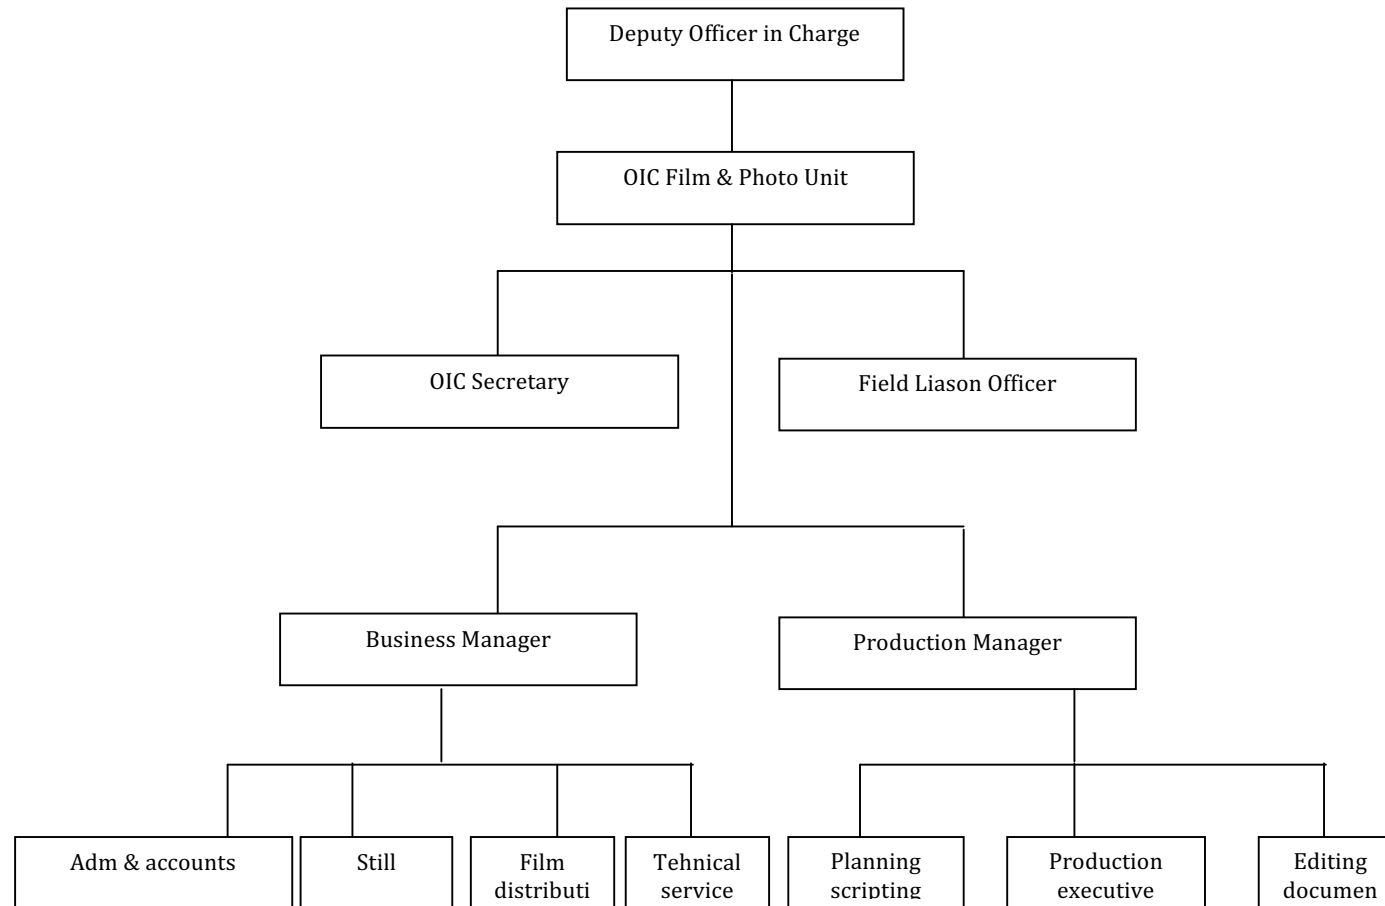 Deputy Officer in Charge
OIC Film & Photo Unit
OIC Secretary
Field Liason Officer
Business Manager
Production Manager
Adm & accounts
Still
Film
distributi
Tehnical
service
Planning
scripting
Production
executive
Editing
documen